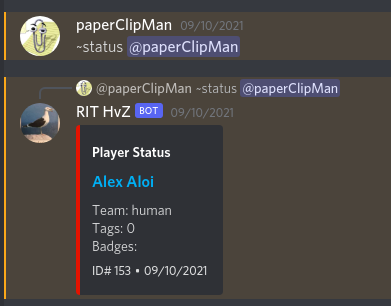 paperClipMan 09/10/2021
~status @paperClipMan
@paperClipMan ~status @paperClipMan
RIT HvZ BOT 09/10/2021
Player Status
Alex Aloi
Team: human
Tags: 0
Badges:
ID# 153 • 09/10/2021